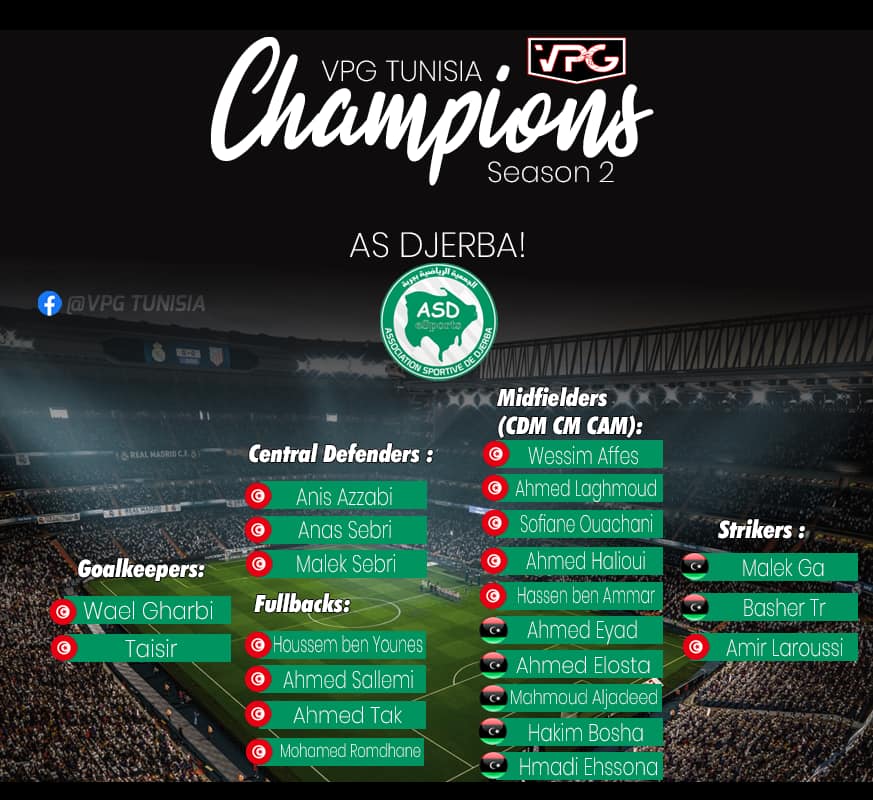 VPG TUNISIA
VPG
Champions
Season 2
AS DJERBA!
@VPG TUNISIA
الجمعية الرياضية بجربة
ASD
eSports
ASSOCIATION SPORTIVE DE DJERBA
REAL MADRID C.F.
Goalkeepers:
Wael Gharbi
Taisir
Central Defenders :
Anis Azzabi
Anas Sebri
Malek Sebri
Fullbacks:
Houssem ben Younes
Ahmed Sallemi
Ahmed Tak
Mohamed Romdhane
Midfielders
(CDM CM CAM):
Wessim Affes
Ahmed Laghmoud
Sofiane Ouachani
Ahmed Halioui
Hassen ben Ammar
Ahmed Eyad
Ahmed Elosta
Mahmoud Aljadeed
Hakim Bosha
Hmadi Ehssona
Strikers :
Malek Ga
Basher Tr
Amir Laroussi